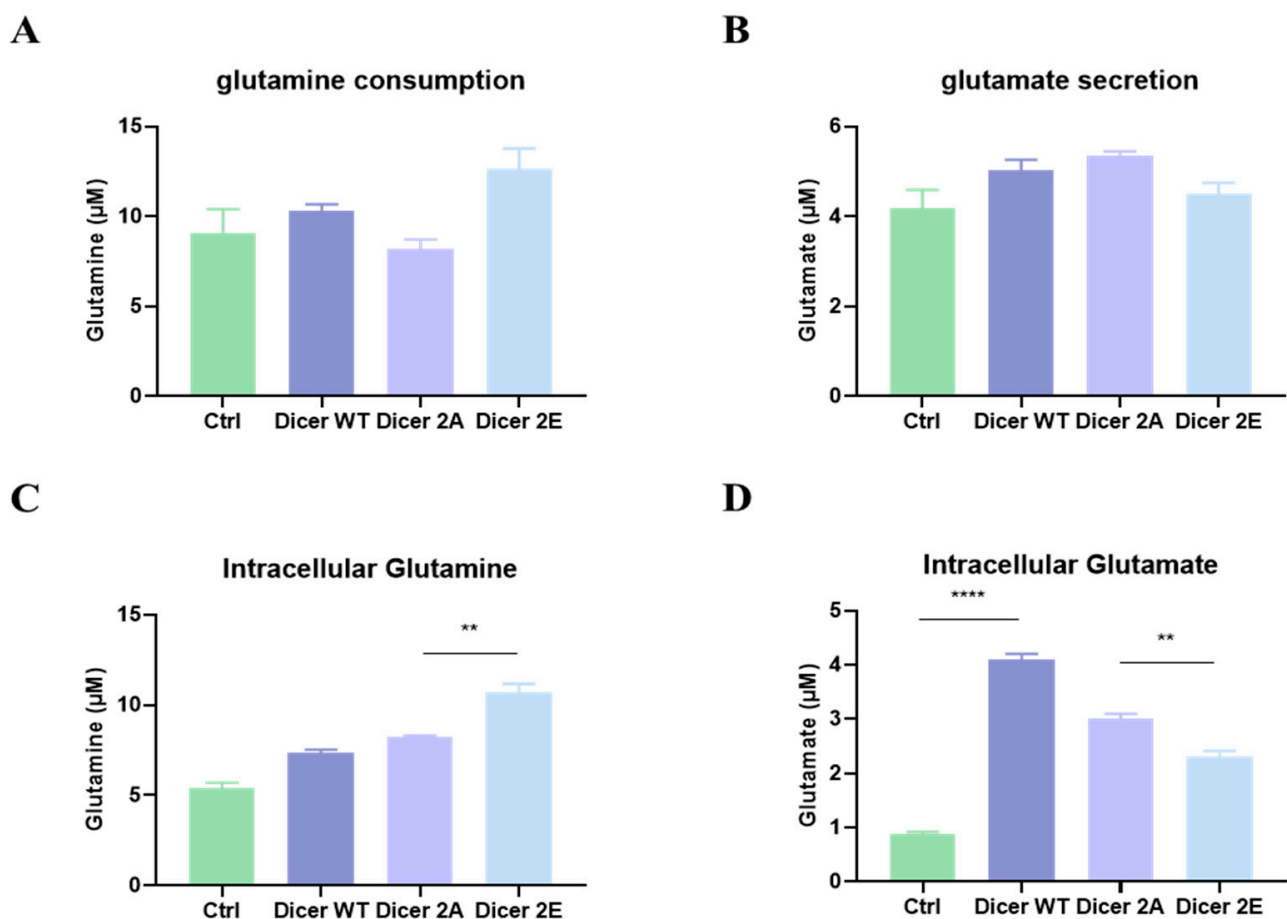 A
B
glutamine consumption
glutamate secretion
Glutamine (µM)
15
10
5
0
Ctrl Dicer WT Dicer 2A Dicer 2E
Glutamate (µM)
6
4
2
0
Ctrl Dicer WT Dicer 2A Dicer 2E
C
D
Intracellular Glutamine
Intracellular Glutamate
Glutamine (µM)
15
10
5
0
**
Ctrl Dicer WT Dicer 2A Dicer 2E
Glutamate (µM)
5
4
3
2
1
0
****
**
Ctrl Dicer WT Dicer 2A Dicer 2E